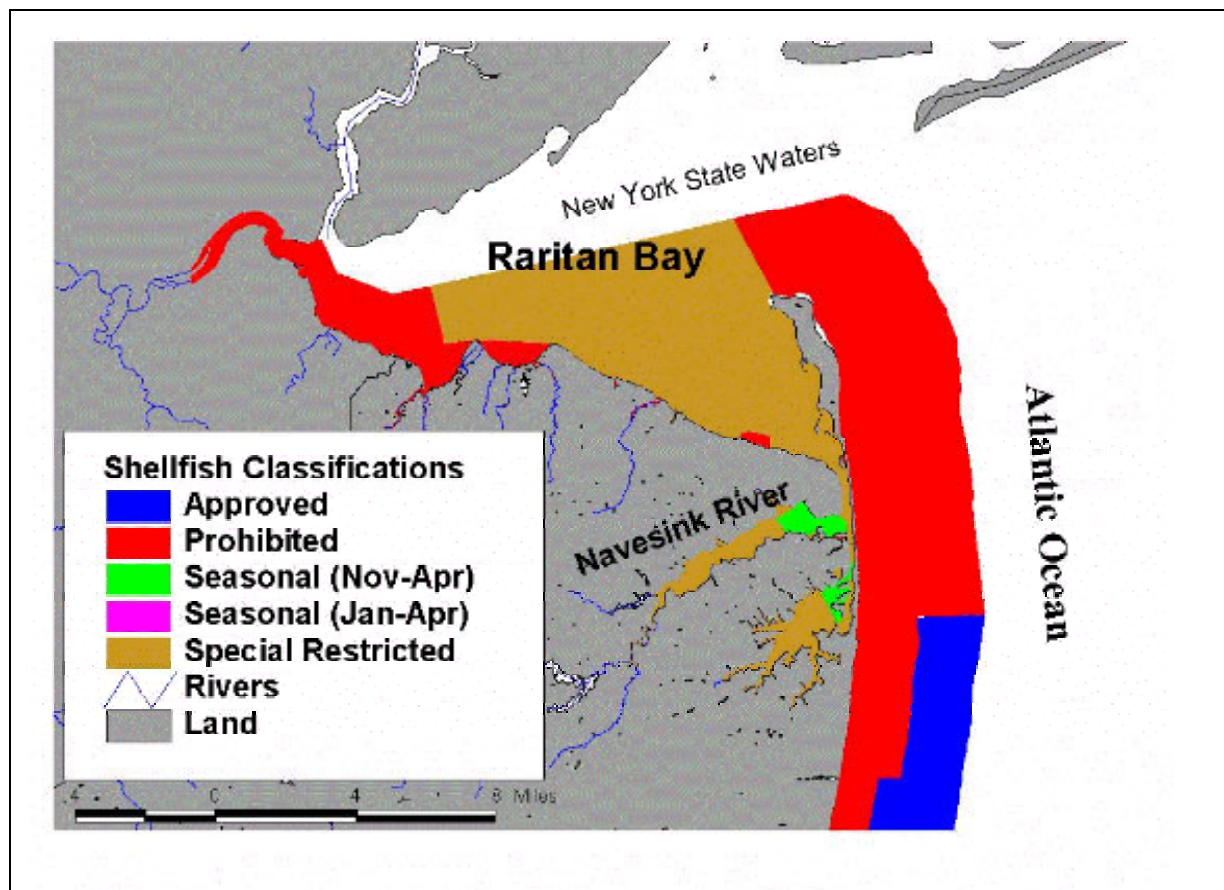 New York State Waters
Raritan Bay
Atlantic Ocean
Navesink River
Shellfish Classifications
Approved
Prohibited
Seasonal (Nov-Apr)
Seasonal (Jan-Apr)
Special Restricted
Rivers
Land
4 0 4 8 Miles